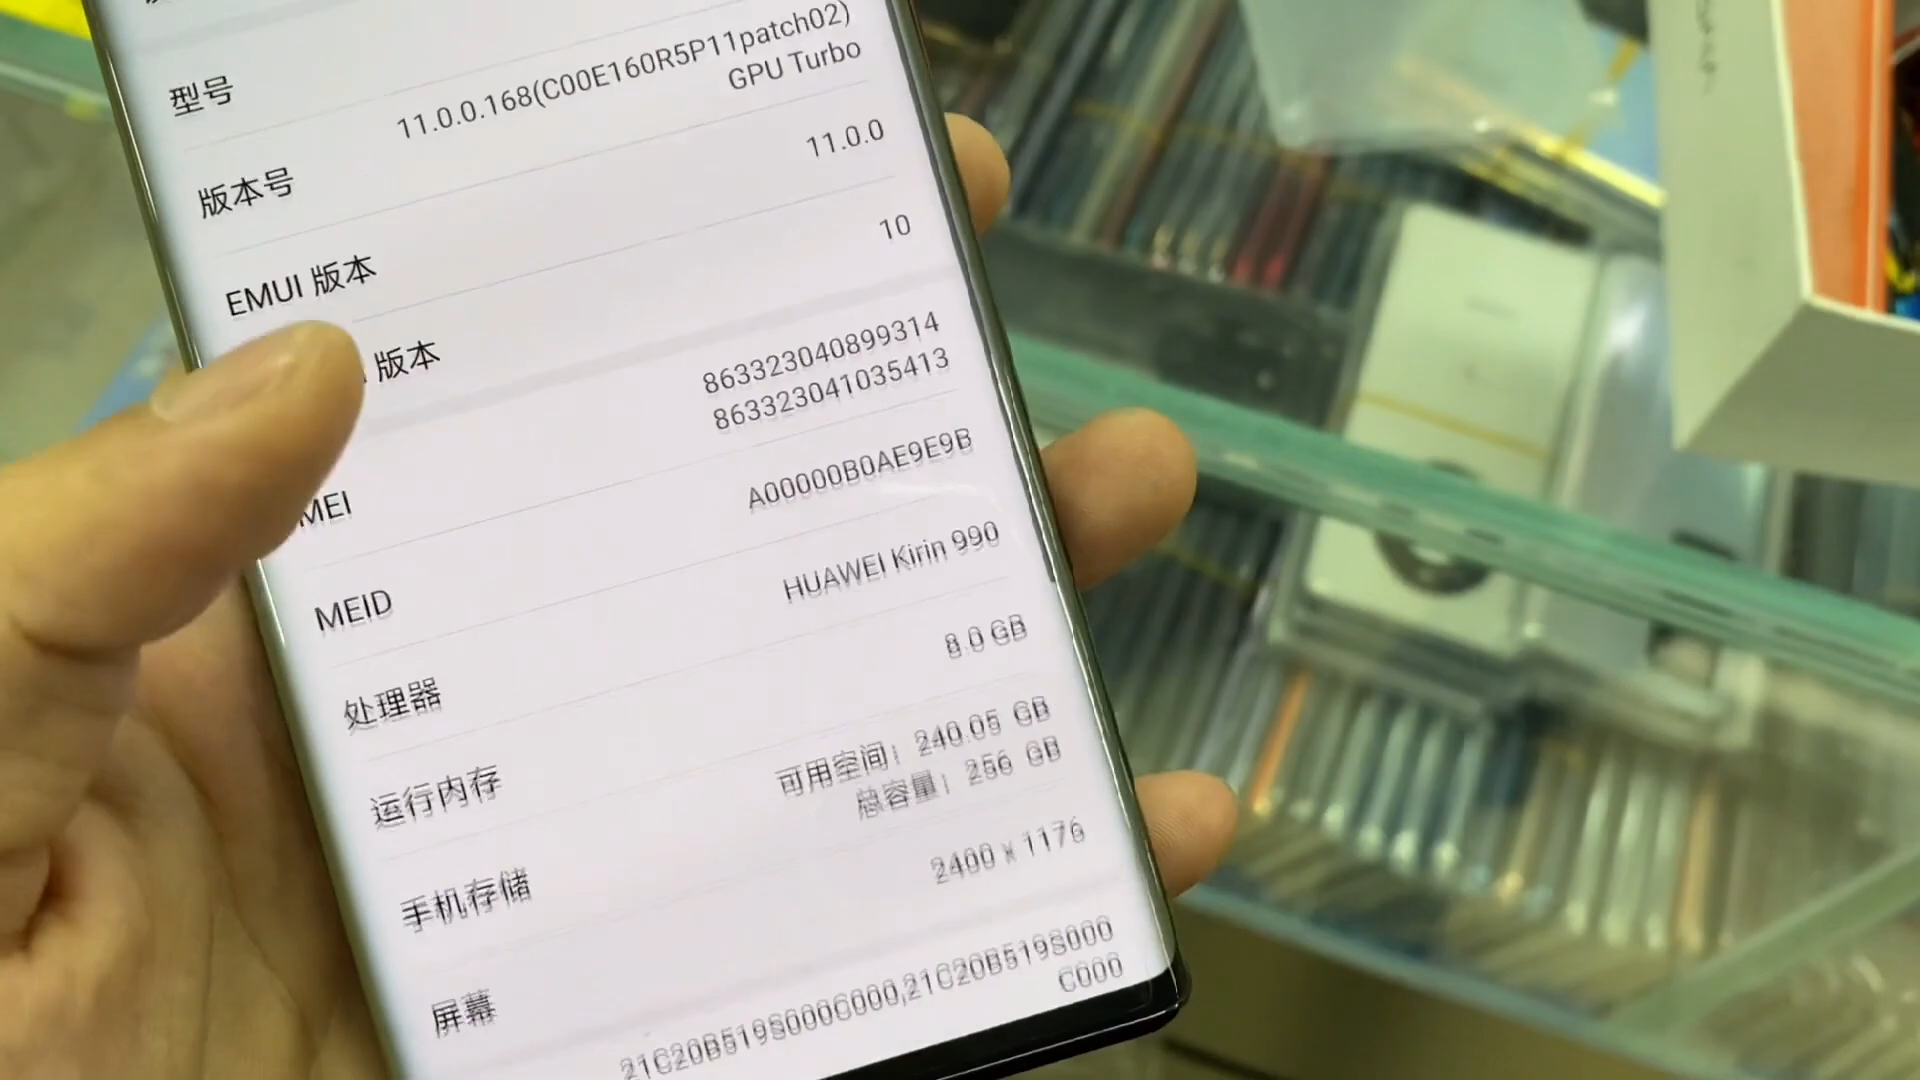 型号
11.0.0.168(C00E160R5P11patch02)
GPU Turbo
版本号
11.0.0
EMUI 版本
10
版本
863323040899314
863323041035413
MEI
A00000B0AE9E9B
MEID
HUAWEI Kirin 990
处理器
8.0 GB
运行内存
可用空间: 240.05 GB
总容量: 256 GB
手机存储
2400 x 1176
屏幕
21C20B519S000C000,21C20B519S000
C000